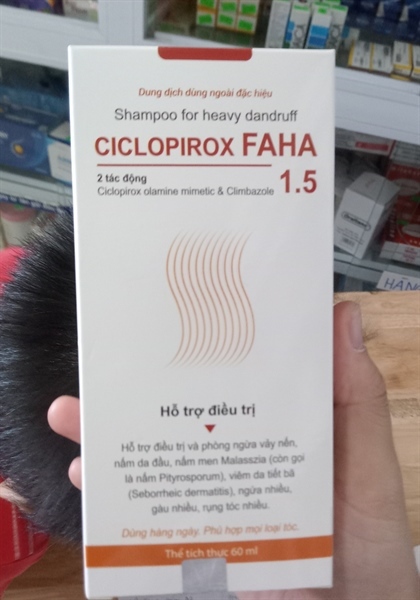 Dung dịch dùng ngoài đặc hiệu
Shampoo for heavy dandruff
CICLOPIROX FAHA
2 tác động
Ciclopirox olamine mimetic & Climbazole
1.5
Hỗ trợ điều trị
Hỗ trợ điều trị và phòng ngừa vảy nến,
nấm da đầu, nấm men Malasszia (còn gọi
là nấm Pityrosporum), viêm da tiết bã
(Seborrheic dermatitis), ngứa nhiều,
gàu nhiều, rụng tóc nhiều.
Dùng hàng ngày. Phù hợp mọi loại tóc.
Thể tích thực 60 ml